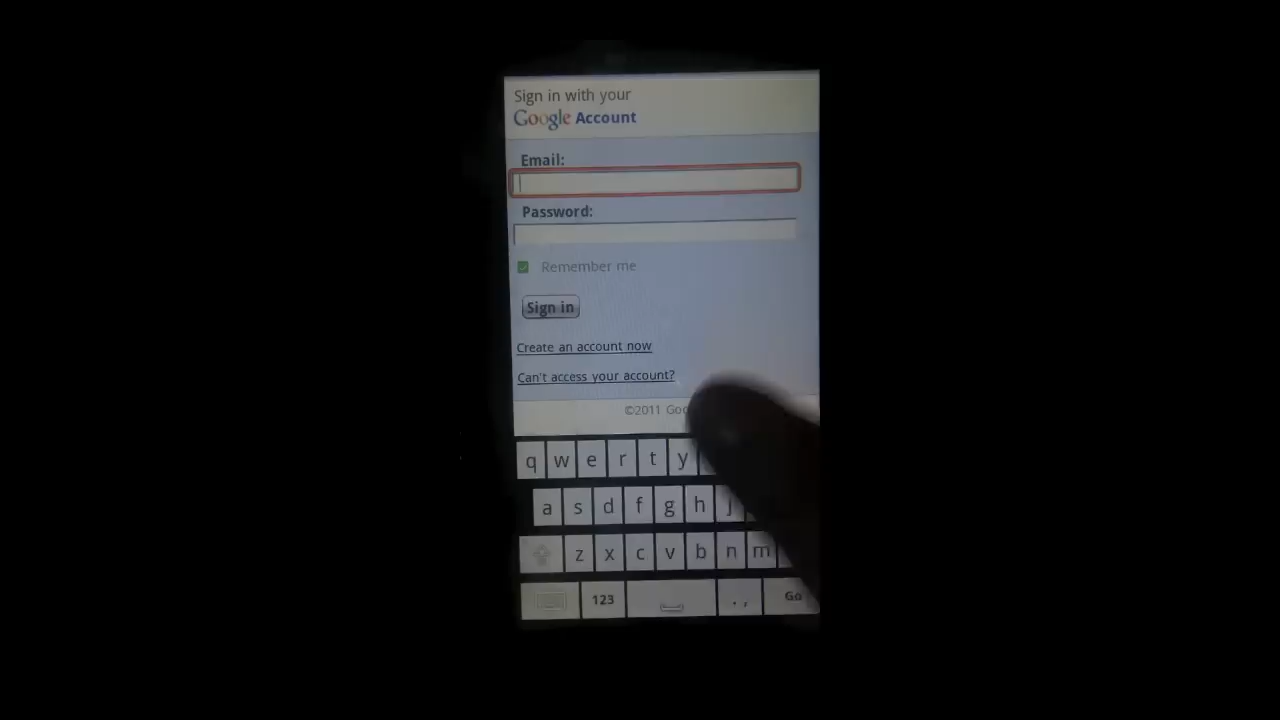 Sign in with your
Google Account
Email:
Password:
Remember me
Sign in
Create an account now
Can't access your account?
©2011
q w e r t y
a s d f g h j
z x c v b n m
123 . , Go